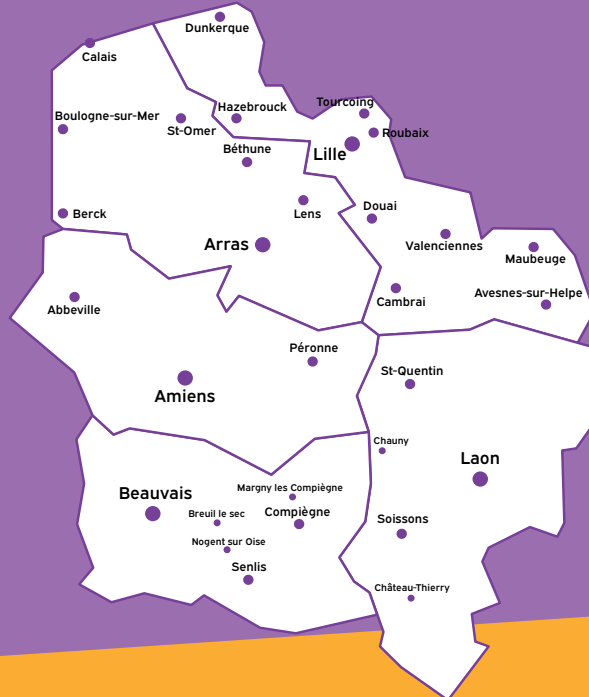 Dunkerque
Calais
Tourcoing
Hazebrouck
Boulogne-sur-Mer
St-Omer
Roubaix
Béthune
Lille
Douai
Berck
Lens
Arras
Valenciennes
Maubeuge
Avesnes-sur-Helpe
Abbeville
Cambrai
Péronne
St-Quentin
Amiens
Chauny
Laon
Beauvais
Margny les Compiègne
Breuil le sec
Compiègne
Soissons
Nogent sur Oise
Senlis
Château-Thierry